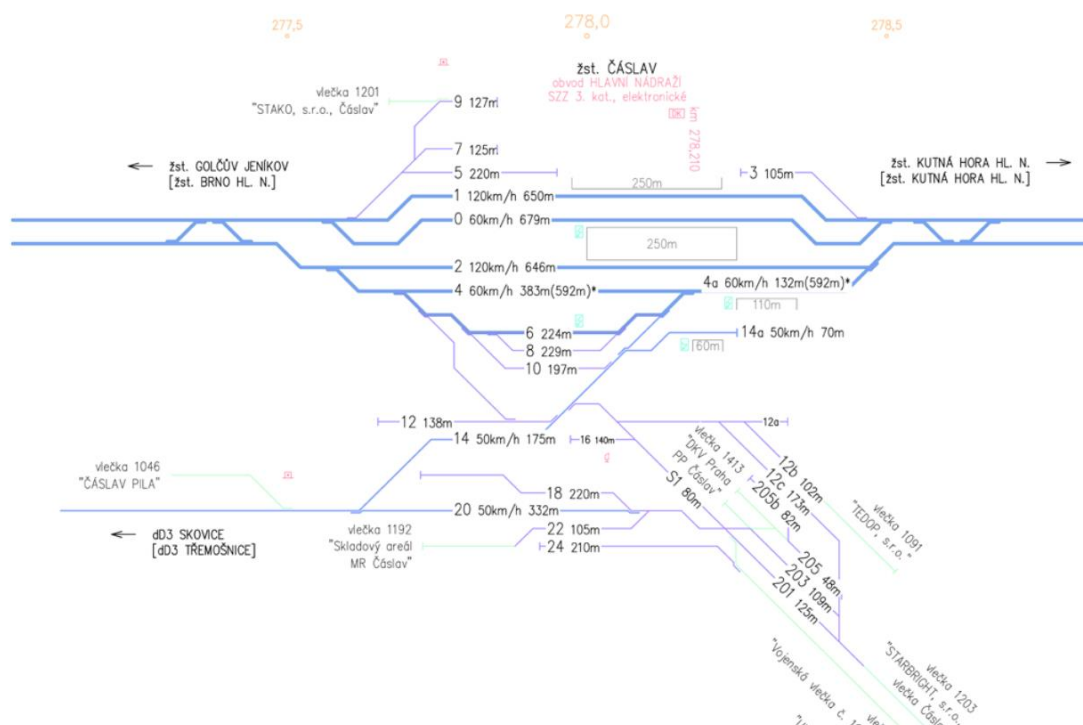 277,5
278,0
278,5
žst. ČÁSLAV
obvod HLAVNÍ NÁDRAŽÍ
SZZ 3. kat., elektronické
km 278,210
vlečka 1201
"STAKO, s.r.o., Čáslav"
9 127m
7 125m
5 220m
3 105m
250m
žst. GOLČŮV JENÍKOV
[žst. BRNO HL. N.]
žst. KUTNÁ HORA HL. N.
[žst. KUTNÁ HORA HL. N.]
1 120km/h 650m
0 60km/h 679m
250m
2 120km/h 646m
4 60km/h 383m(592m)*
4a 60km/h 132m(592m)*
110m
6 224m
14a 50km/h 70m
8 229m
60m
10 197m
12 138m
12a
14 50km/h 175m
16 140m
vlečka 1413
"DKV Praha
PP Čáslav"
12b 102m
12c 173m
vlečka 1046
"ČÁSLAV PILA"
S1 80m
205b 82m
18 220m
20 50km/h 332m
vlečka 1091
"TEDOP, s.r.o."
dD3 SKOVICE
[dD3 TŘEMOŠNICE]
vlečka 1192
"Skladový areál
MR Čáslav"
22 105m
24 210m
205 48m
203 109m
201 125m
vlečka 1203
"STARBRIGHT, s.r.o.,
vlečka
"Vojenská vlečka č.